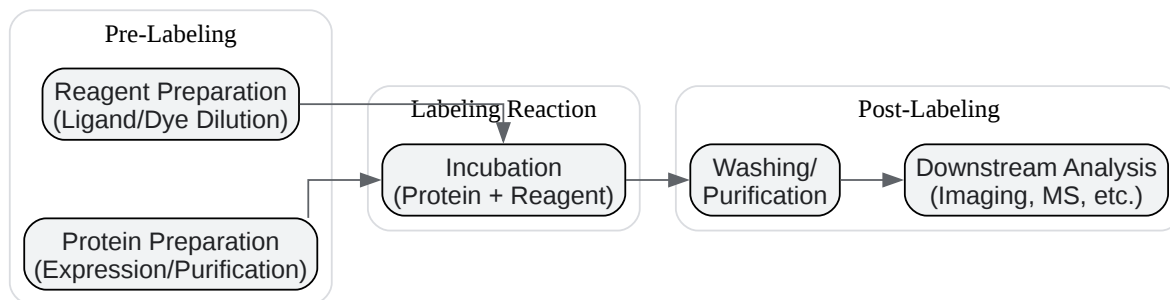 Pre-Labeling
Reagent Preparation
(Ligand/Dye Dilution)
Protein Preparation
(Expression/Purification)
Labeling Reaction
Incubation
(Protein + Reagent)
Post-Labeling
Washing/
Purification
Downstream Analysis
(Imaging, MS, etc.)